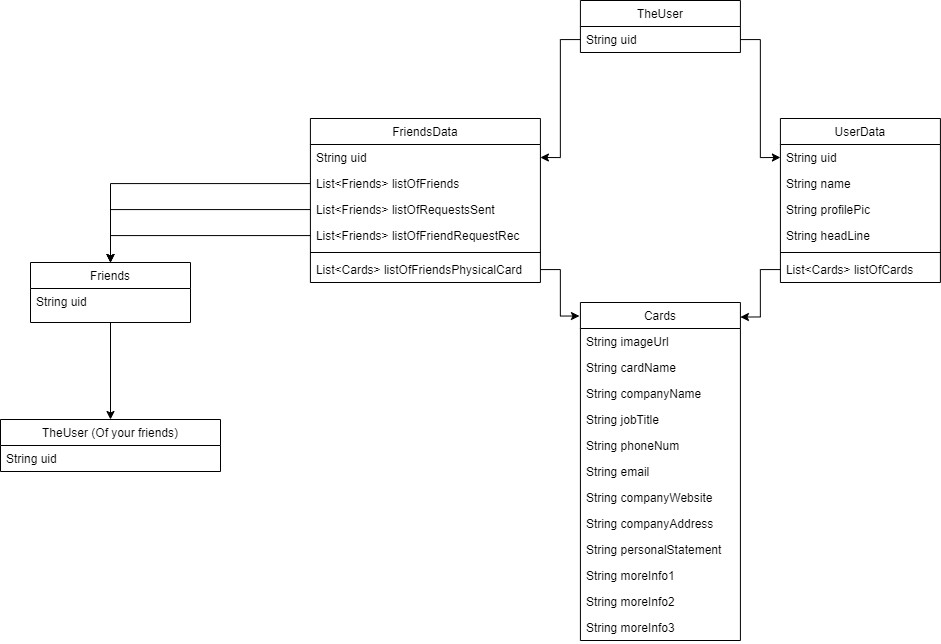 TheUser
String uid
FriendsData
String uid
List<Friends> listOfFriends
List<Friends> listOfRequestsSent
List<Friends> listOfFriendRequestRec
List<Cards> listOfFriendsPhysicalCard
UserData
String uid
String name
String profilePic
String headLine
List<Cards> listOfCards
Friends
String uid
TheUser (Of your friends)
String uid
Cards
String imageUrl
String cardName
String companyName
String jobTitle
String phoneNum
String email
String companyWebsite
String companyAddress
String personalStatement
String moreInfo1
String moreInfo2
String moreInfo3